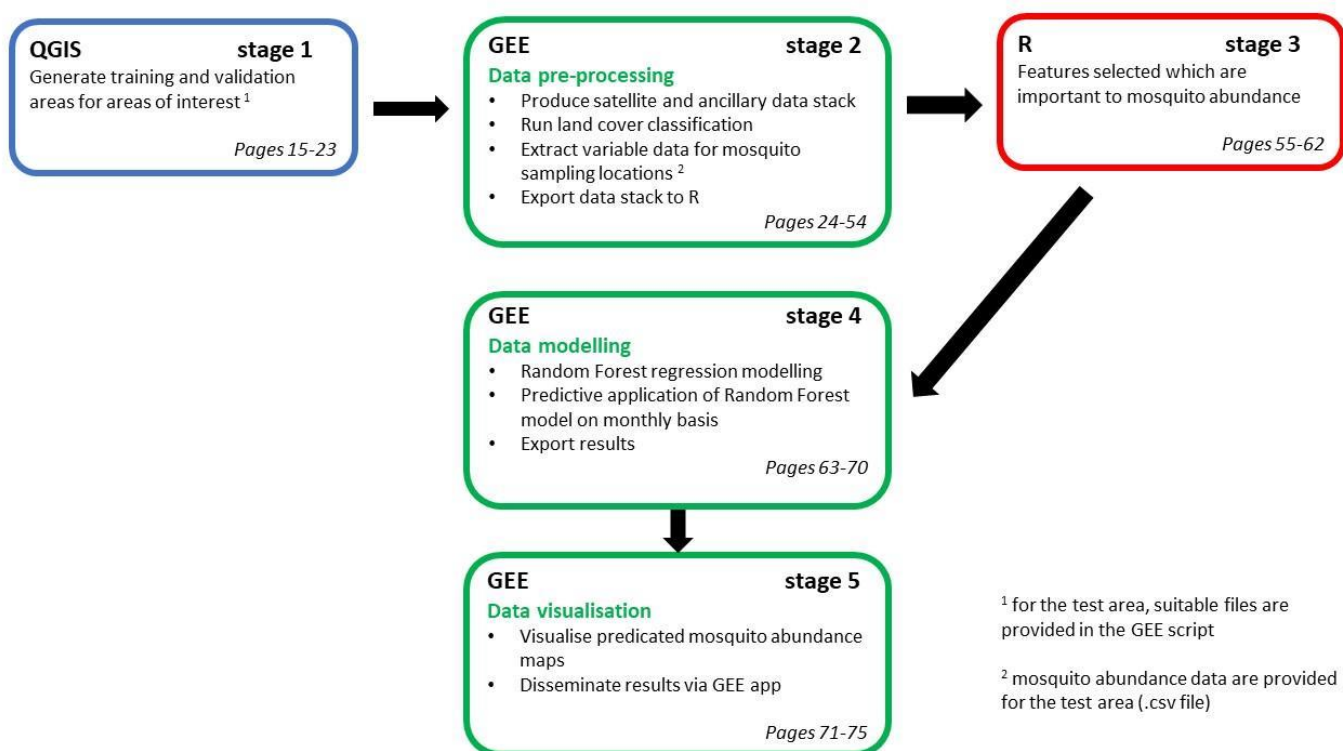 QGIS stage 1
Generate training and validation
areas for areas of interest ¹
Pages 15-23
GEE stage 2
Data pre-processing
• Produce satellite and ancillary data stack
• Run land cover classification
• Extract variable data for mosquito
sampling locations ²
• Export data stack to R
Pages 24-54
R stage 3
Features selected which are
important to mosquito abundance
Pages 55-62
GEE stage 4
Data modelling
• Random Forest regression modelling
• Predictive application of Random Forest
model on monthly basis
• Export results
Pages 63-70
GEE stage 5
Data visualisation
• Visualise predicated mosquito abundance
maps
• Disseminate results via GEE app
Pages 71-75
¹ for the test area, suitable files are
provided in the GEE script
² mosquito abundance data are provided
for the test area (.csv file)